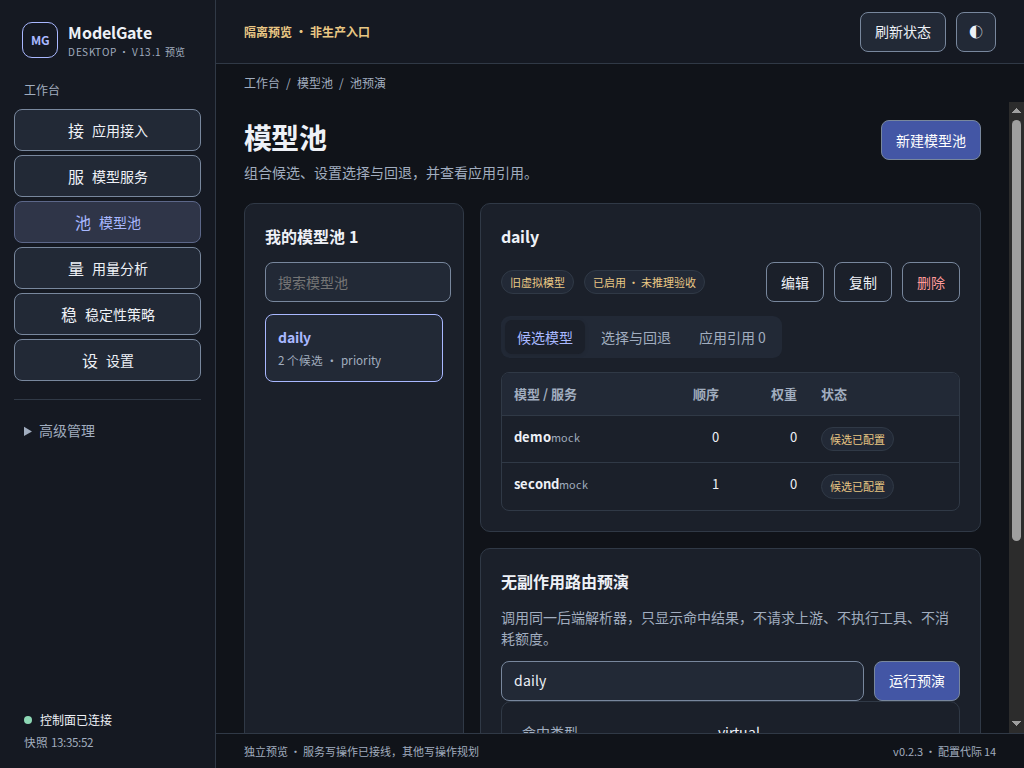 MG
ModelGate
DESKTOP · V13.1 预览
工作台
接 应用接入
服 模型服务
池 模型池
量 用量分析
稳 稳定性策略
设 设置
▶ 高级管理
控制面已连接
快照 13:35:52
隔离预览 · 非生产入口
刷新状态
工作台 / 模型池 / 池预演
模型池
新建模型池
组合候选、设置选择与回退，并查看应用引用。
我的模型池 1
搜索模型池
daily
2 个候选 · priority
daily
旧虚拟模型
已启用 · 未推理验收
编辑
复制
删除
候选模型
选择与回退
应用引用 0
模型 / 服务 顺序 权重 状态
demomock 0 0 候选已配置
secondmock 1 0 候选已配置
无副作用路由预演
调用同一后端解析器，只显示命中结果，不请求上游、不执行工具、不消
耗额度。
daily
运行预演
命中类型 virtual
独立预览 · 服务写操作已接线，其他写操作规划
v0.2.3 · 配置代际 14